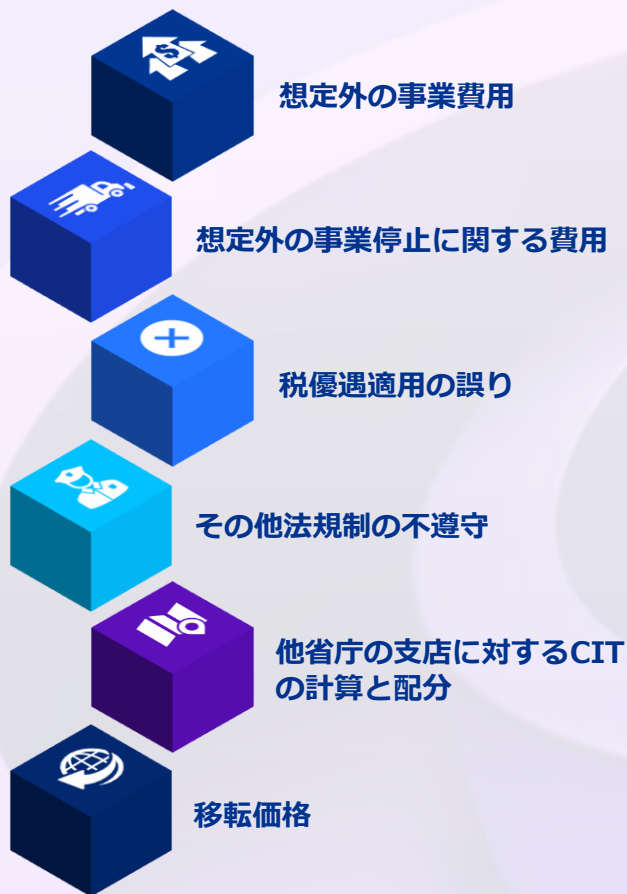 想定外の事業費用
想定外の事業停止に関する費用
税優遇適用の誤り
その他法規制の不遵守
他省庁の支店に対するCIT
の計算と配分
移転価格